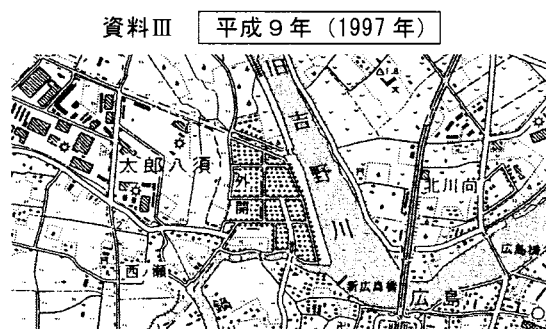 資料Ⅲ 平成9年(1997年)
旧吉野川
太郎八須
外開
北川向
西ノ瀬
広島橋
新広島橋
広島
鍋